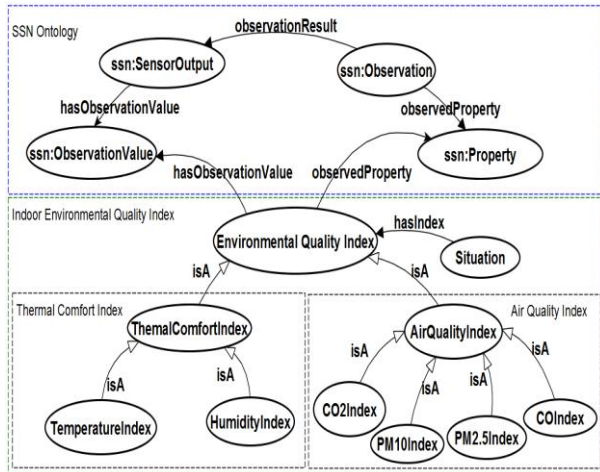 SSN Ontology
observationResult
ssn:SensorOutput
ssn:Observation
hasObservationValue
observedProperty
ssn:ObservationValue
ssn:Property
hasObservationValue
observedProperty
Indoor Environmental Quality Index
hasIndex
Environmental Quality Index
Situation
isA
isA
Thermal Comfort Index
Air Quality Index
ThemalComfortIndex
AirQualityIndex
isA
isA
isA
isA
isA
isA
CO2Index
COIndex
TemperatureIndex
HumidityIndex
PM10Index
PM2.5Index